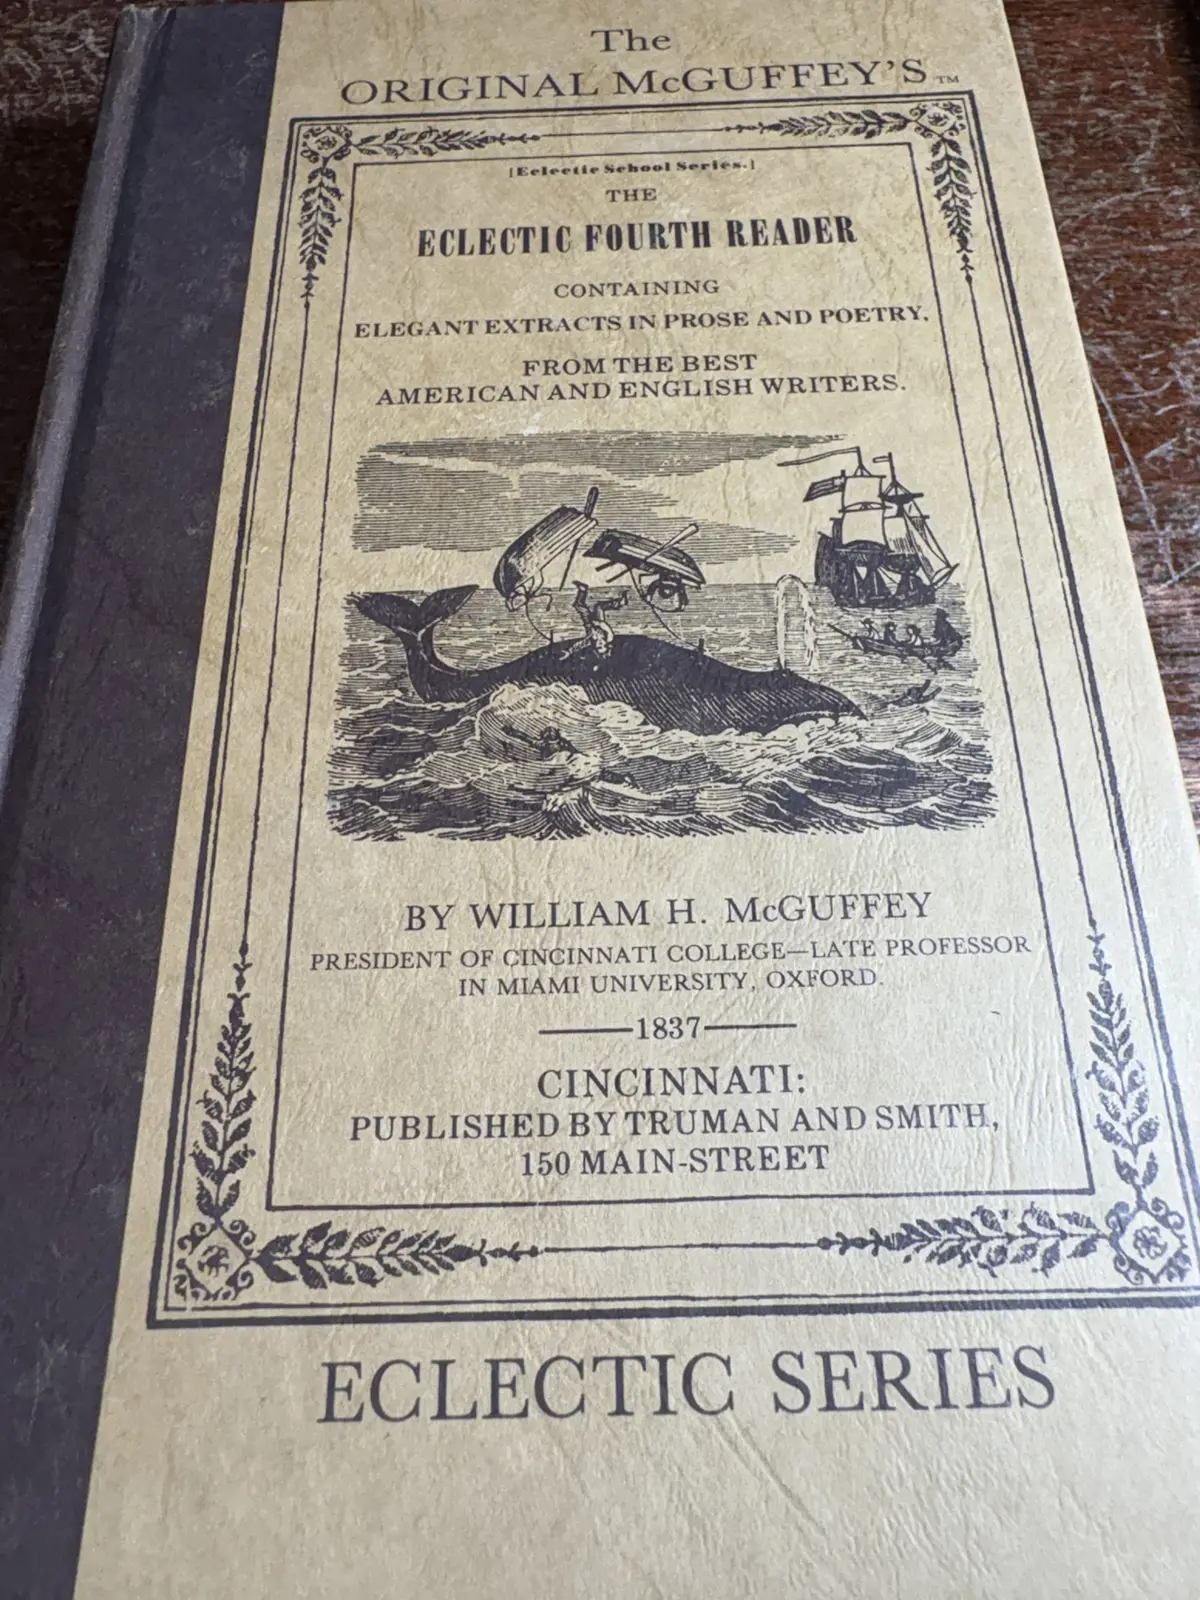 The
ORIGINAL McGUFFEY'S™
[Eclectic School Series.]
THE
ECLECTIC FOURTH READER
CONTAINING
ELEGANT EXTRACTS IN PROSE AND POETRY,
FROM THE BEST
AMERICAN AND ENGLISH WRITERS.
BY WILLIAM H. McGUFFEY
PRESIDENT OF CINCINNATI COLLEGE—LATE PROFESSOR
IN MIAMI UNIVERSITY, OXFORD.
1837
CINCINNATI:
PUBLISHED BY TRUMAN AND SMITH,
150 MAIN-STREET
ECLECTIC SERIES